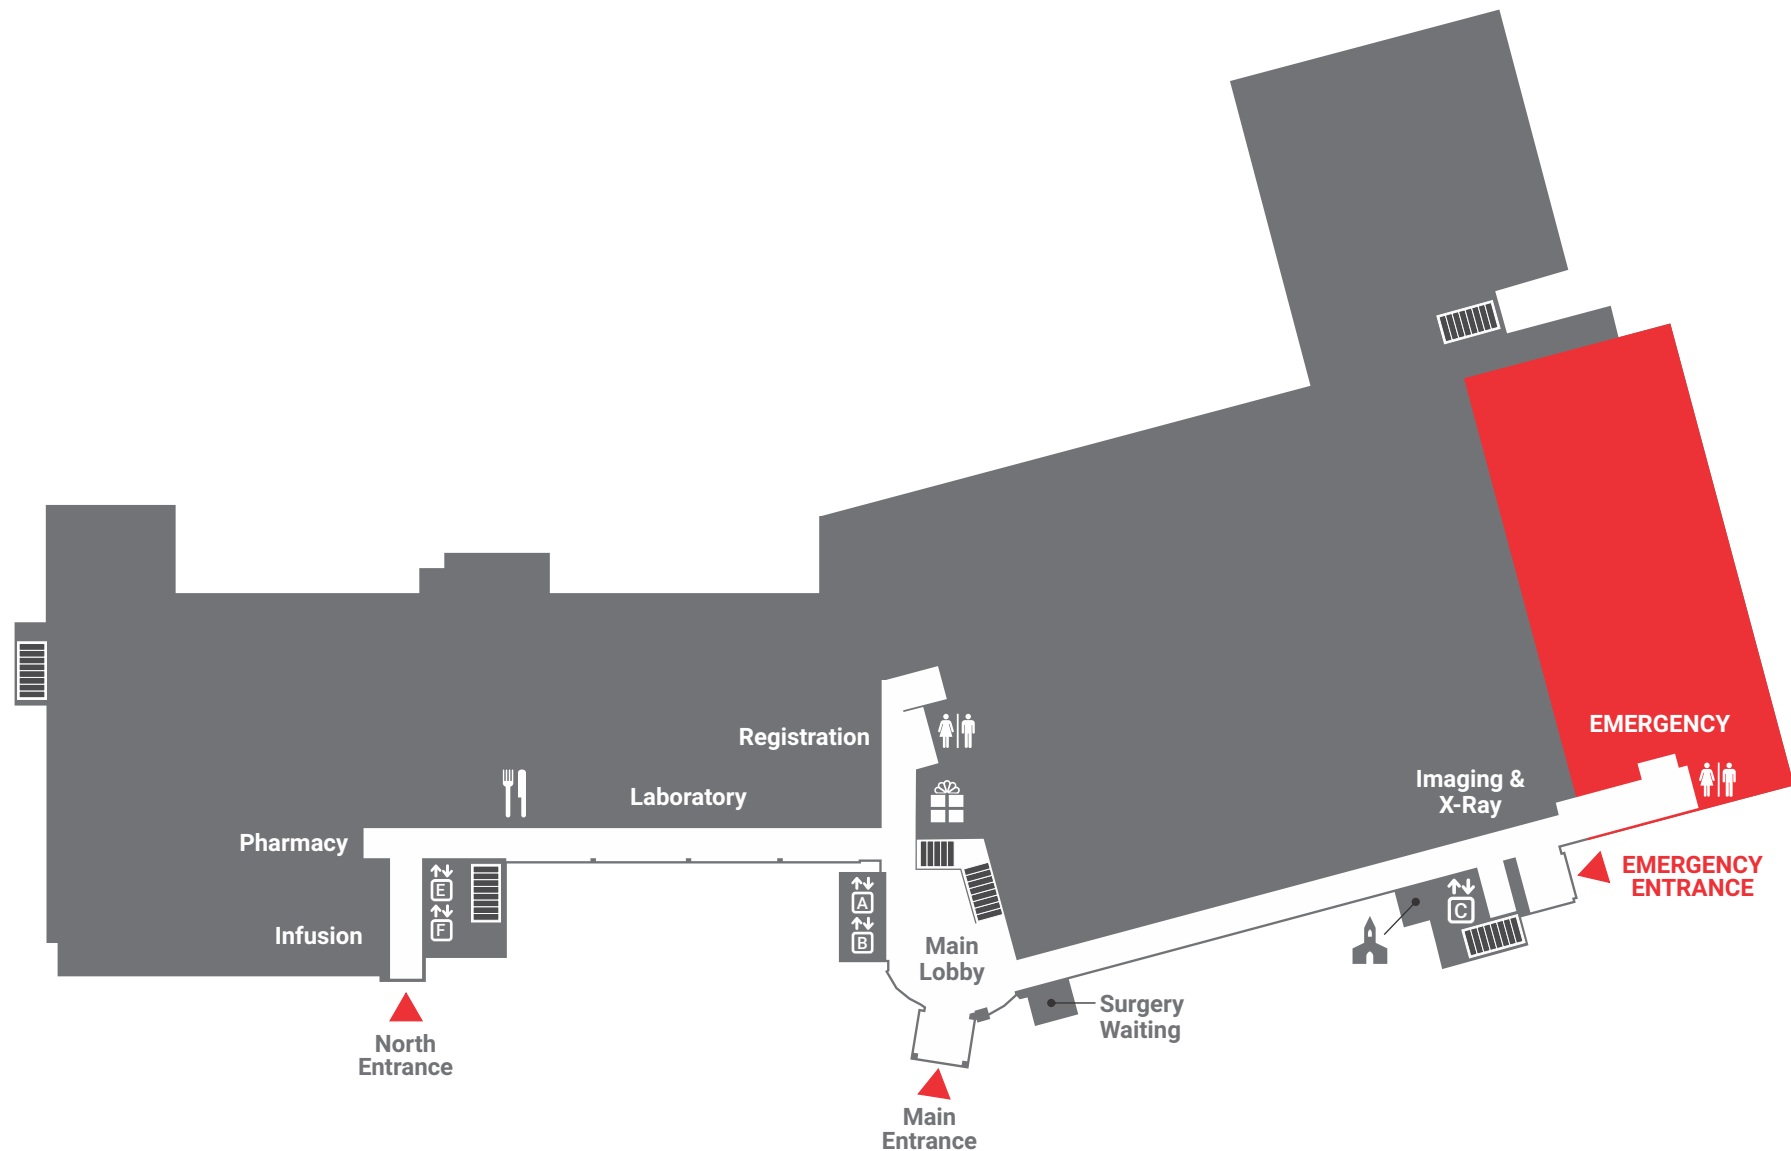 Registration
EMERGENCY
Imaging &
X-Ray
Laboratory
Pharmacy
EMERGENCY
ENTRANCE
E
F
A
B
C
Infusion
Main
Lobby
Surgery
Waiting
North
Entrance
Main
Entrance